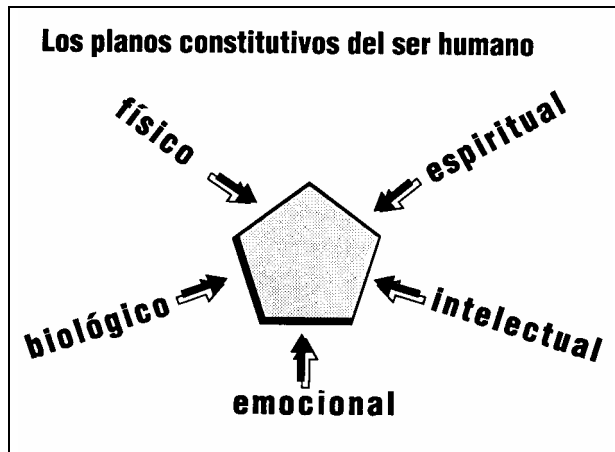 Los planos constitutivos del ser humano
físico
espiritual
biológico
intelectual
emocional